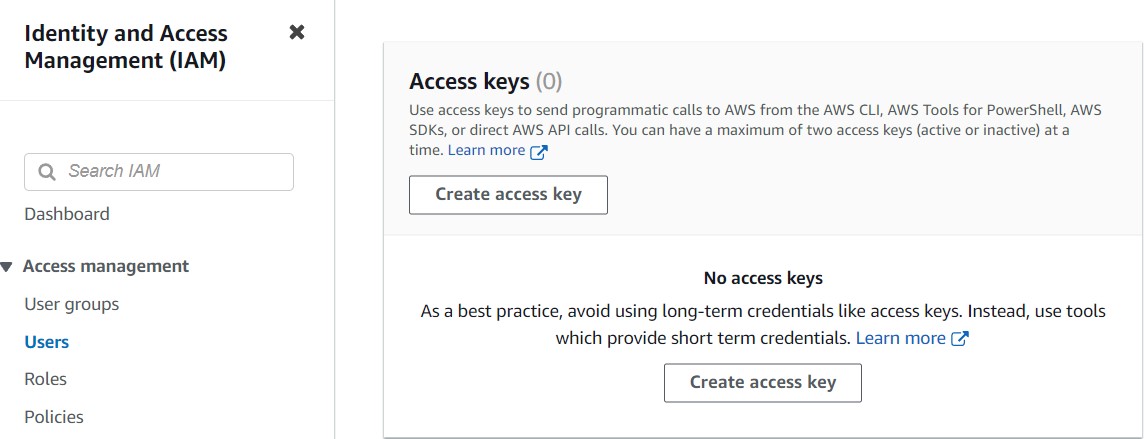 Identity and Access
Management (IAM)
Search IAM
Dashboard
Access management
User groups
Users
Roles
Policies
Access keys (0)
Use access keys to send programmatic calls to AWS from the AWS CLI, AWS Tools for PowerShell, AWS
SDKs, or direct AWS API calls. You can have a maximum of two access keys (active or inactive) at a
time. Learn more
Create access key
No access keys
As a best practice, avoid using long-term credentials like access keys. Instead, use tools
which provide short term credentials. Learn more
Create access key